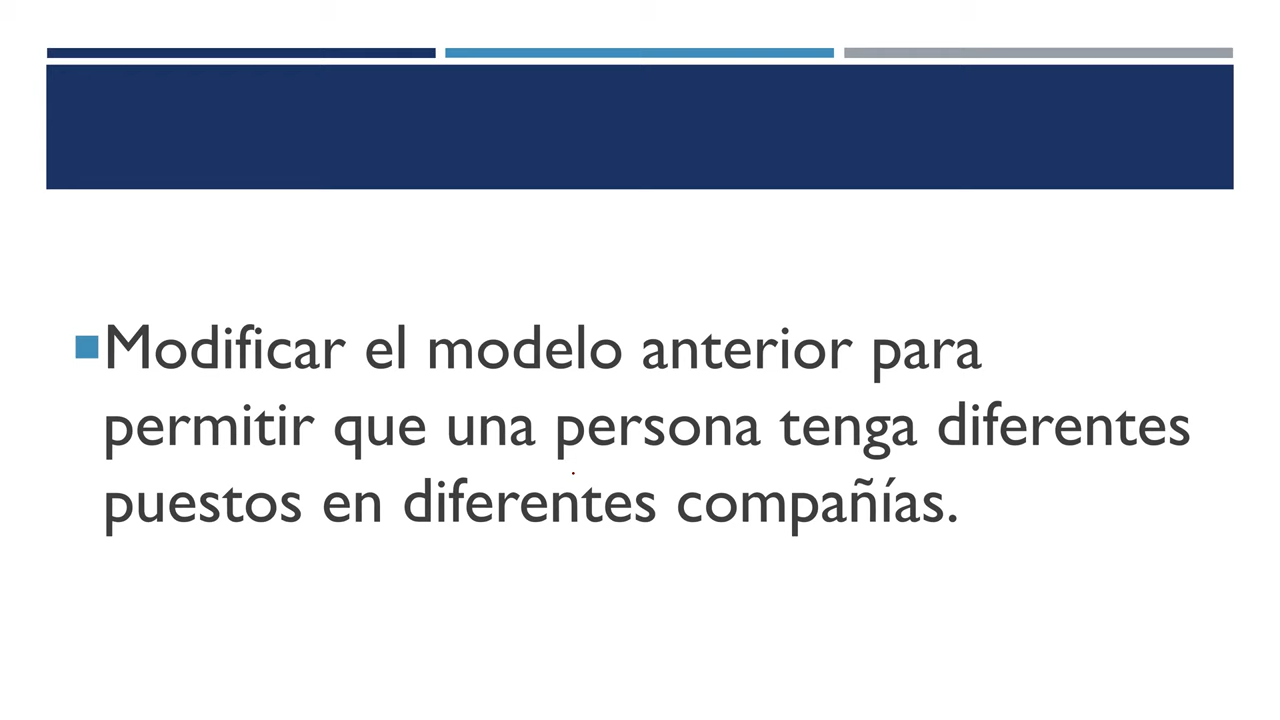 Modificar el modelo anterior para
permitir que una persona tenga diferentes
puestos en diferentes compañías.